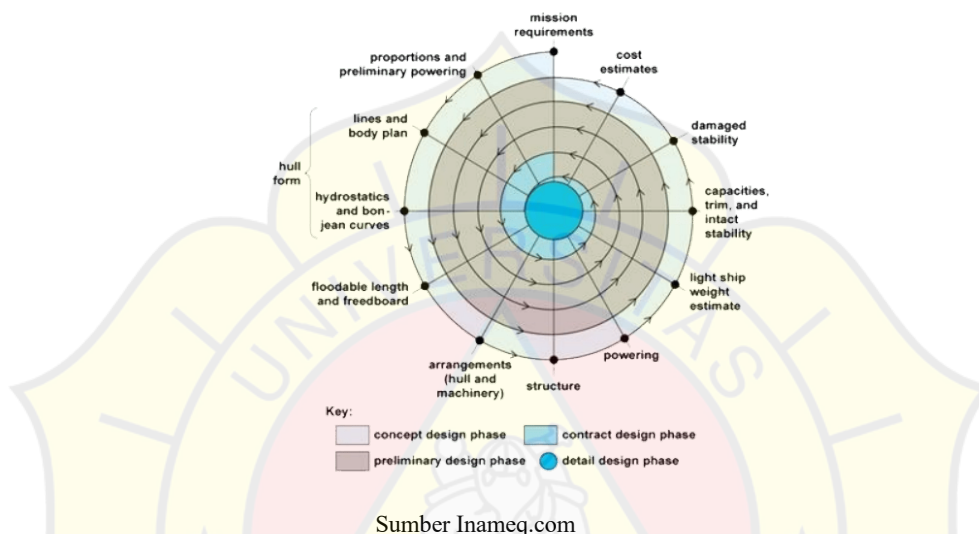 mission
requirements
cost
estimates
proportions and
preliminary powering
lines and
body plan
damaged
stability
hull
form
hydrostatics
and bon-
jean curves
capacities,
trim, and
intact
stability
floodable length
and freedboard
light ship
weight
estimate
arrangements
(hull and
machinery)
structure
powering
Key:
concept design phase
contract design phase
preliminary design phase
detail design phase
Sumber Inameq.com
UNIVERSITAS